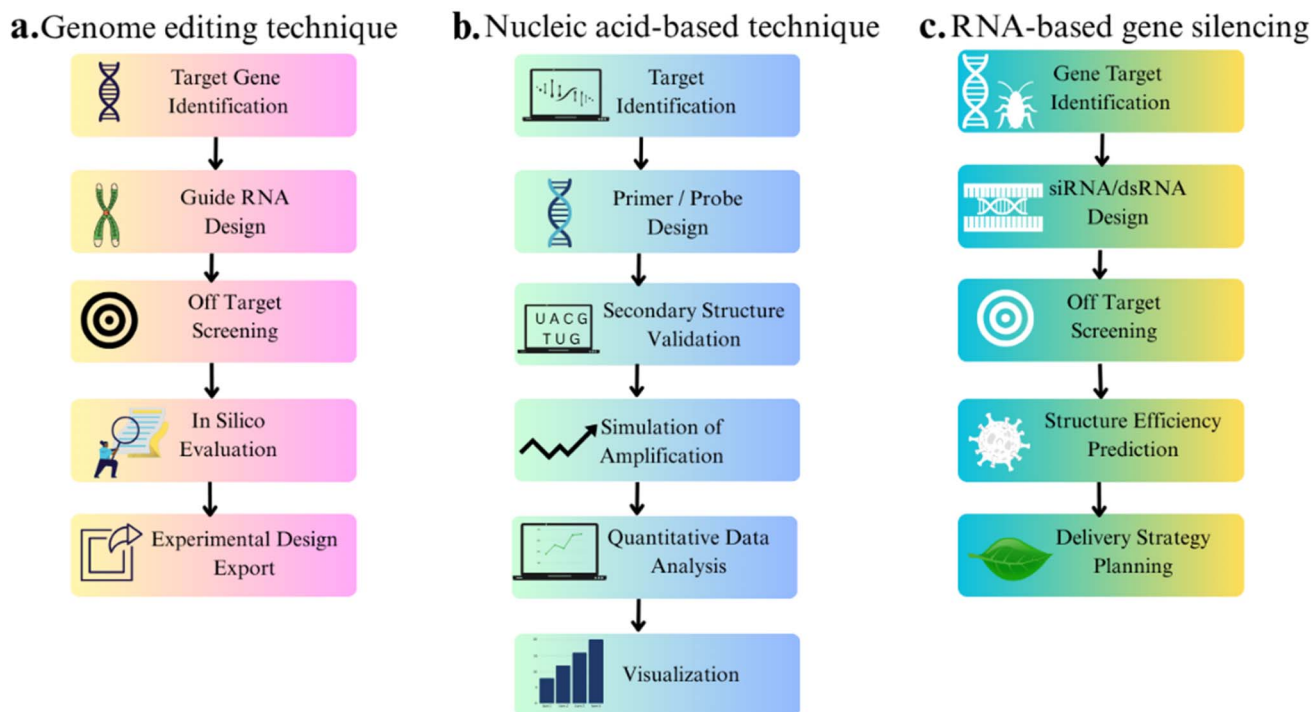 a. Genome editing technique
Target Gene
Identification
Guide RNA
Design
Off Target
Screening
In Silico
Evaluation
Experimental Design
Export
b. Nucleic acid-based technique
Target
Identification
Primer / Probe
Design
UACG
TUG
Secondary Structure
Validation
Simulation of
Amplification
Quantitative Data
Analysis
Visualization
c. RNA-based gene silencing
Gene Target
Identification
siRNA/dsRNA
Design
Off Target
Screening
Structure Efficiency
Prediction
Delivery Strategy
Planning